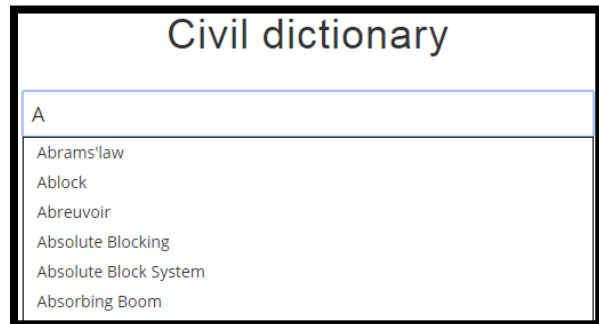 Civil dictionary
A
Abrams'law
Ablock
Abreuvoir
Absolute Blocking
Absolute Block System
Absorbing Boom